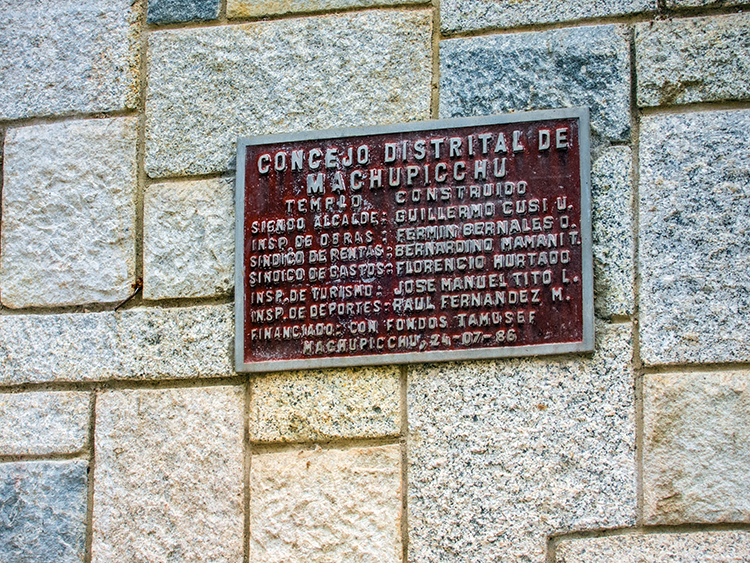 CONCEJO DISTRITAL DE
MACHUPICCHU
TEMPLO CONSTRUIDO
SIENDO ALCALDE: GUILLERMO CUSI U.
INSP. DE OBRAS : FERMIN BERNALES O.
SINDICO DE RENTAS: BERNARDINO MAMANI T.
SINDICO DE GASTOS: FLORENCIO HURTADO
INSP. DE TURISMO : JOSE MANUEL TITO L.
INSP. DE DEPORTES: RAUL FERNANDEZ M.
FINANCIADO: CON FONDOS TAMUSEF
MACHUPICCHU, 24-07-86